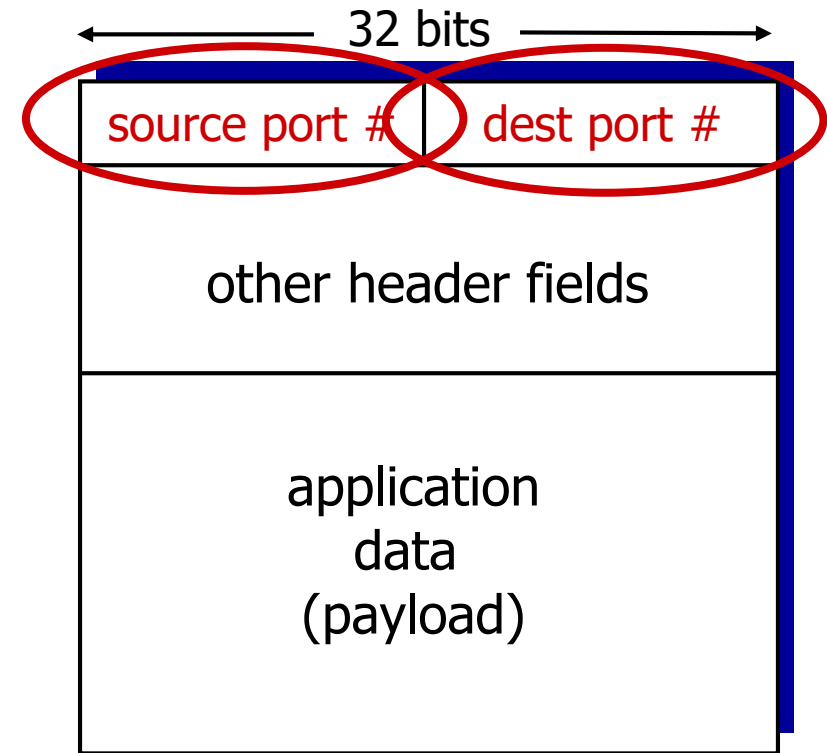 32 bits
source port # dest port #
other header fields
application
data
(payload)